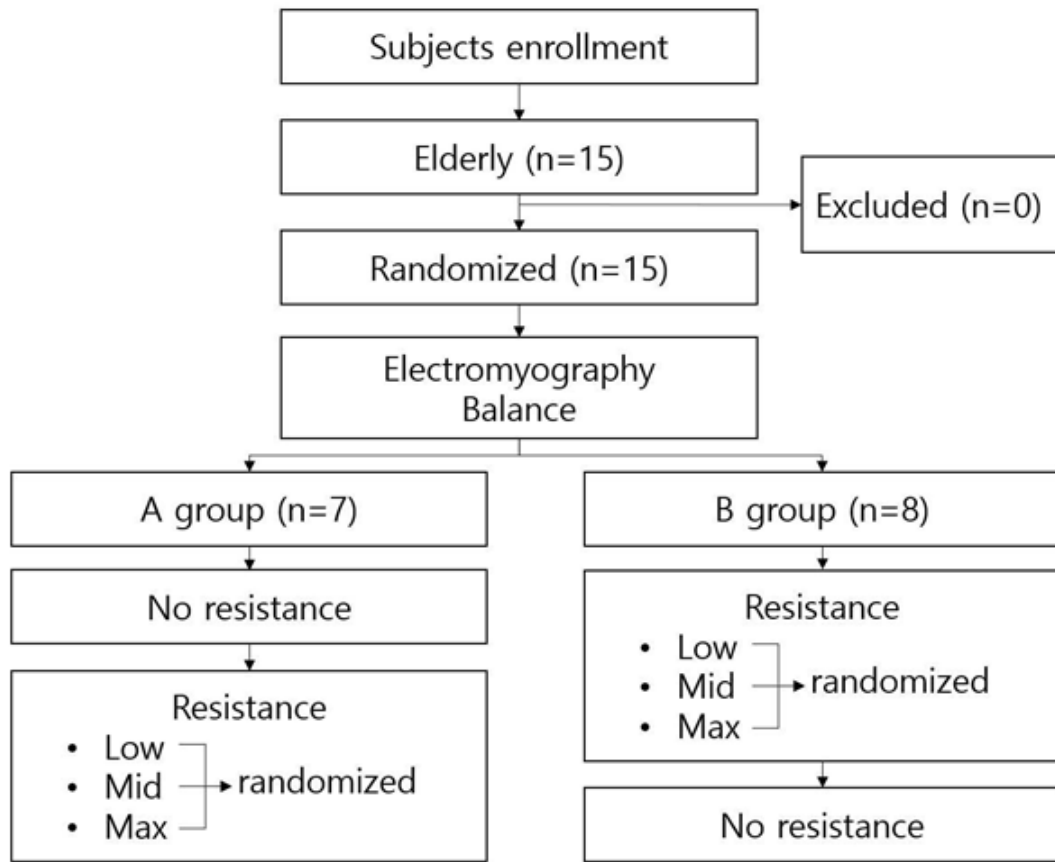 Subjects enrollment
Elderly (n=15)
Excluded (n=0)
Randomized (n=15)
Electromyography
Balance
A group (n=7)
No resistance
Resistance
• Low
• Mid
• Max
randomized
B group (n=8)
Resistance
• Low
• Mid
• Max
randomized
No resistance